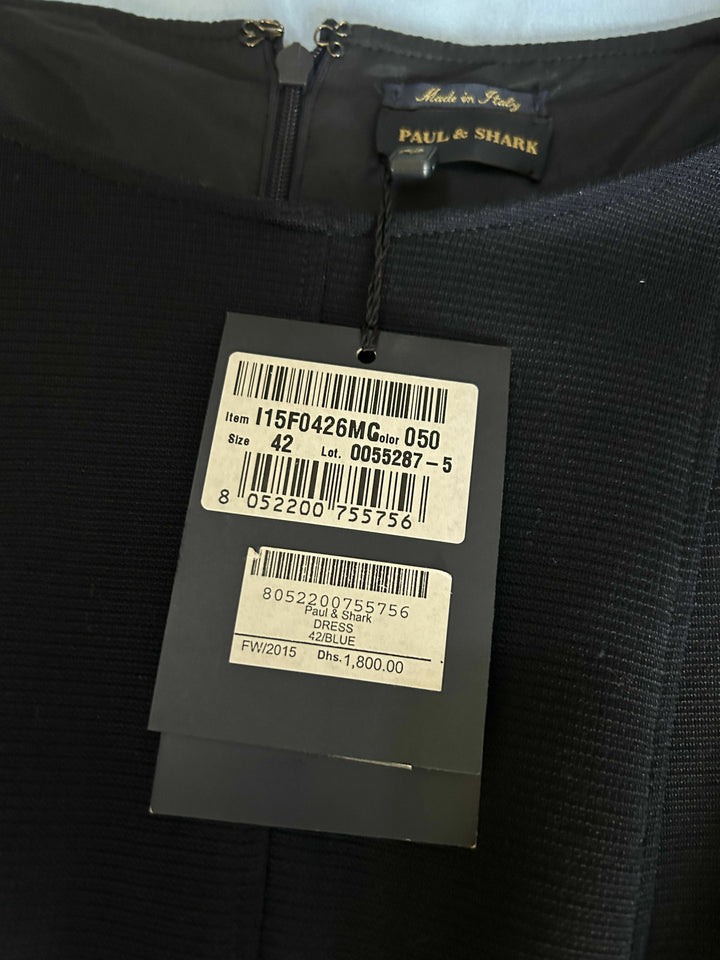 Made in Italy
PAUL & SHARK
Item I15F0426MC olor 050
Size 42 Lot. 0055287-5
8 052200 755756
8052200755756
Paul & Shark
DRESS
42/BLUE
FW/2015 Dhs.1,800.00